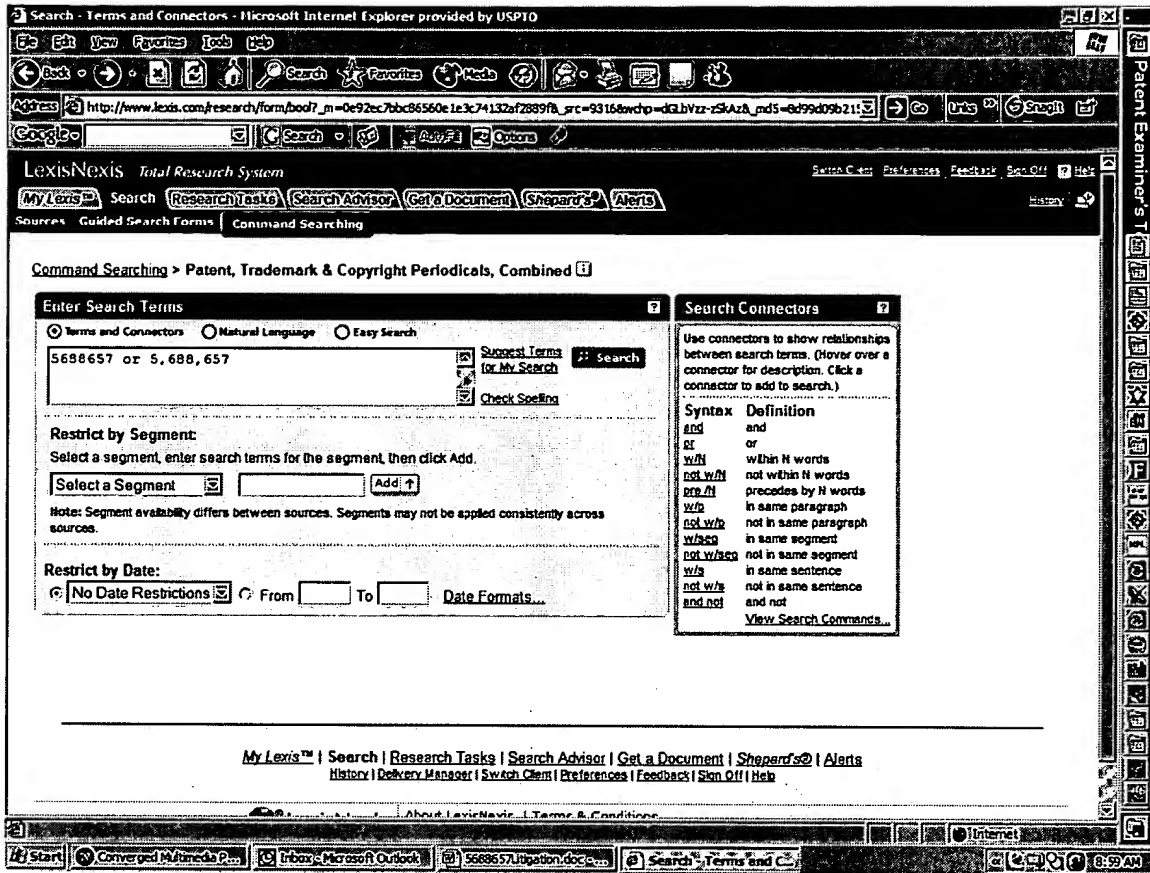 Search - Terms and Connectors - Microsoft Internet Explorer provided by USPTO
File Edit View Favorites Tools Help
Back Search Favorites Media
Address http://www.lexis.com/research/form/bool?_m=0e92ec7bbc86560e1e3c74132af2889f&_src=9316&wchp=dGLbVzz-zSkAz&_md5=8d99d09b215 Go Links SnagIt
Google Search AutoFill Options
Patent Examiner's T
LexisNexis Total Research System
Switch Client Preferences Feedback Sign Off ? Help
My Lexis™ Search Research Tasks Search Advisor Get a Document Shepard's® Alerts
History
Sources Guided Search Forms Command Searching
Command Searching > Patent, Trademark & Copyright Periodicals, Combined i
Enter Search Terms ?
Terms and Connectors Natural Language Easy Search
5688657 or 5,688,657
Suggest Terms for My Search
Search
Check Spelling
Restrict by Segment:
Select a segment, enter search terms for the segment, then click Add.
Select a Segment Add
Note: Segment availability differs between sources. Segments may not be applied consistently across
sources.
Restrict by Date:
No Date Restrictions From To Date Formats...
Search Connectors ?
Use connectors to show relationships
between search terms. (Hover over a
connector for description. Click a
connector to add to search.)
Syntax Definition
and and
or or
w/N within N words
not w/N not within N words
pre /N precedes by N words
w/p in same paragraph
not w/p not in same paragraph
w/seg in same segment
not w/seg not in same segment
w/s in same sentence
not w/s not in same sentence
and not and not
View Search Commands...
My Lexis™ | Search | Research Tasks | Search Advisor | Get a Document | Shepard's® | Alerts
History | Delivery Manager | Switch Client | Preferences | Feedback | Sign Off | Help
About LexisNexis | Terms & Conditions
Internet
Start Converged Multimedia P... Inbox - Microsoft Outlook 5688657Litigation.doc - ... Search - Terms and C... 8:59 AM